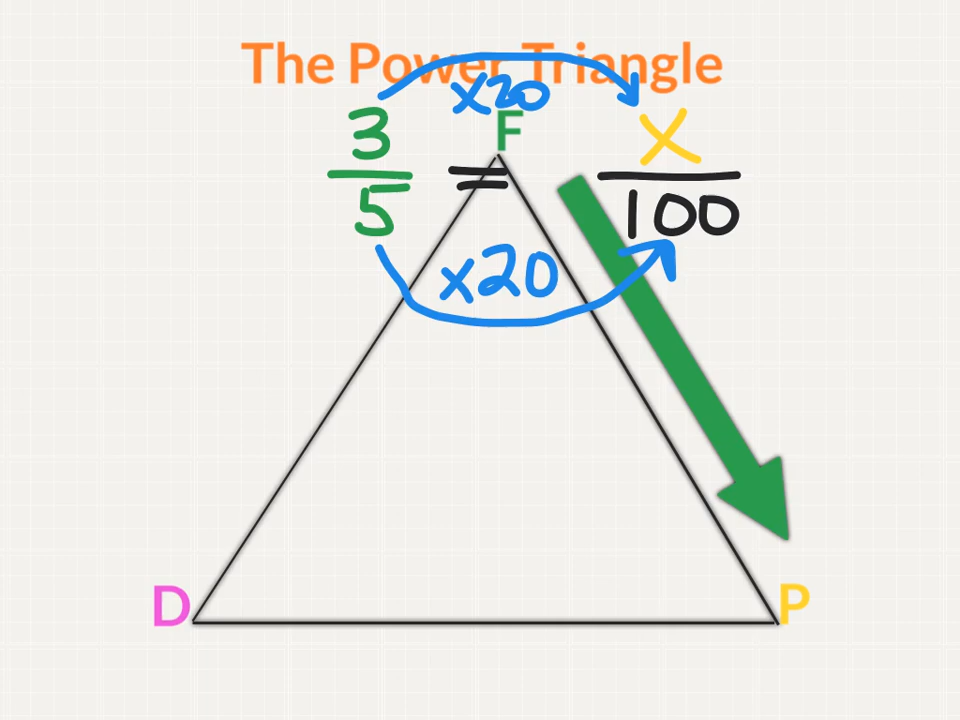 The Power Triangle
x20
F
3/5 = x/100
x20
D
P